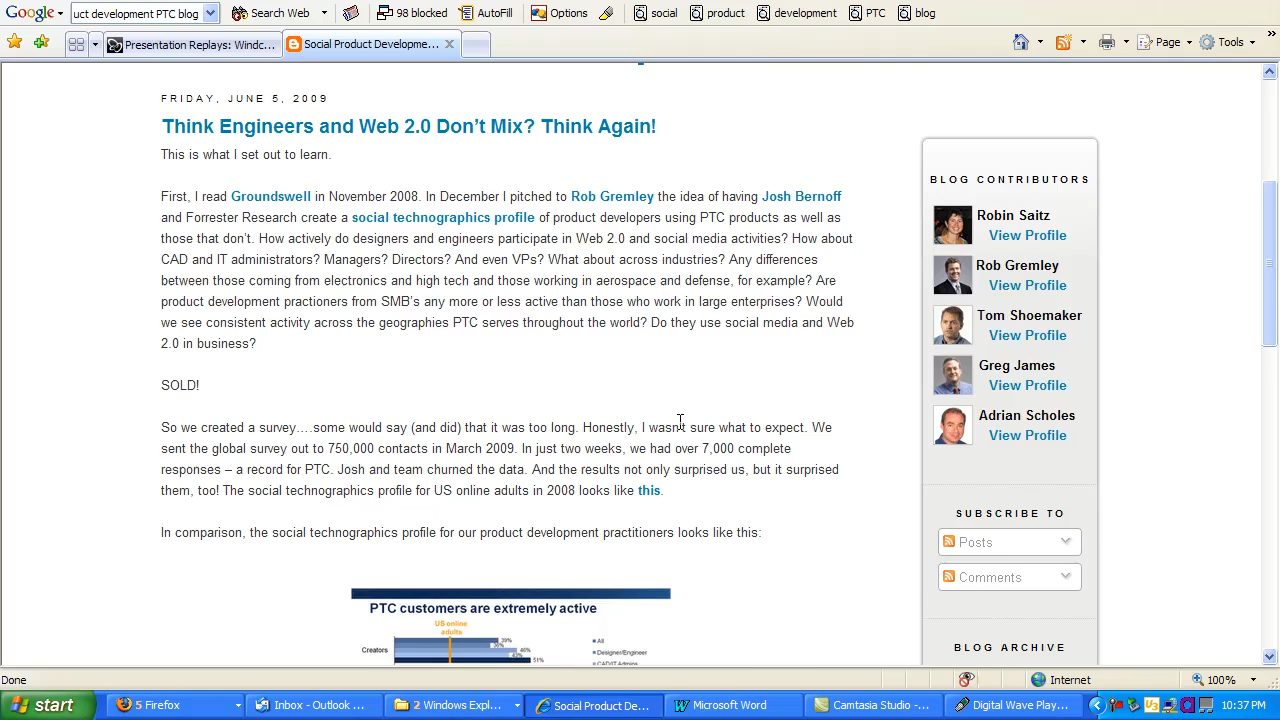 Google
uct development PTC blog
Search Web
98 blocked
AutoFill
Options
social
product
development
PTC
blog
Presentation Replays: Windc...
Social Product Developme...
Page
Tools
FRIDAY, JUNE 5, 2009
Think Engineers and Web 2.0 Don't Mix? Think Again!
This is what I set out to learn.
First, I read Groundswell in November 2008. In December I pitched to Rob Gremley the idea of having Josh Bernoff
and Forrester Research create a social technographics profile of product developers using PTC products as well as
those that don't. How actively do designers and engineers participate in Web 2.0 and social media activities? How about
CAD and IT administrators? Managers? Directors? And even VPs? What about across industries? Any differences
between those coming from electronics and high tech and those working in aerospace and defense, for example? Are
product development practioners from SMB's any more or less active than those who work in large enterprises? Would
we see consistent activity across the geographies PTC serves throughout the world? Do they use social media and Web
2.0 in business?
SOLD!
So we created a survey….some would say (and did) that it was too long. Honestly, I wasn't sure what to expect. We
sent the global survey out to 750,000 contacts in March 2009. In just two weeks, we had over 7,000 complete
responses – a record for PTC. Josh and team churned the data. And the results not only surprised us, but it surprised
them, too! The social technographics profile for US online adults in 2008 looks like this.
In comparison, the social technographics profile for our product development practitioners looks like this:
PTC customers are extremely active
US online
adults
Creators
39%
36%
46%
43%
51%
All
Designer/Engineer
CAD/IT Admins
BLOG CONTRIBUTORS
Robin Saitz
View Profile
Rob Gremley
View Profile
Tom Shoemaker
View Profile
Greg James
View Profile
Adrian Scholes
View Profile
SUBSCRIBE TO
Posts
Comments
BLOG ARCHIVE
Done
Internet
100%
start
5 Firefox
Inbox - Outlook ...
2 Windows Expl...
Social Product De...
Microsoft Word
Camtasia Studio -...
Digital Wave Play...
10:37 PM